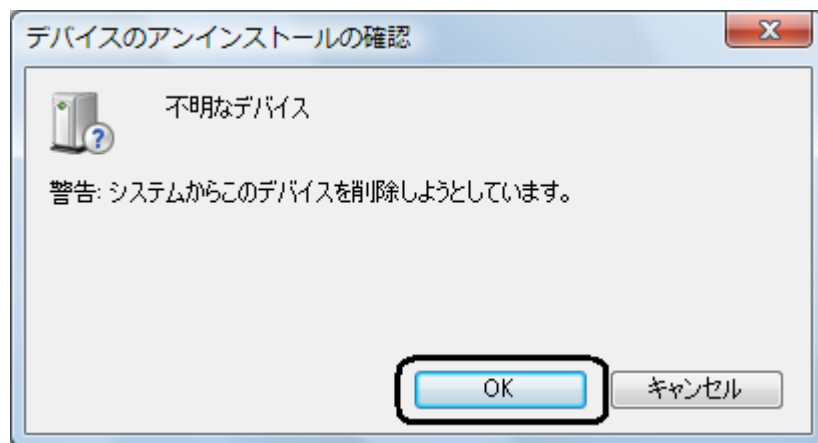 デバイスのアンインストールの確認
不明なデバイス
警告: システムからこのデバイスを削除しようとしています。
OK
キャンセル